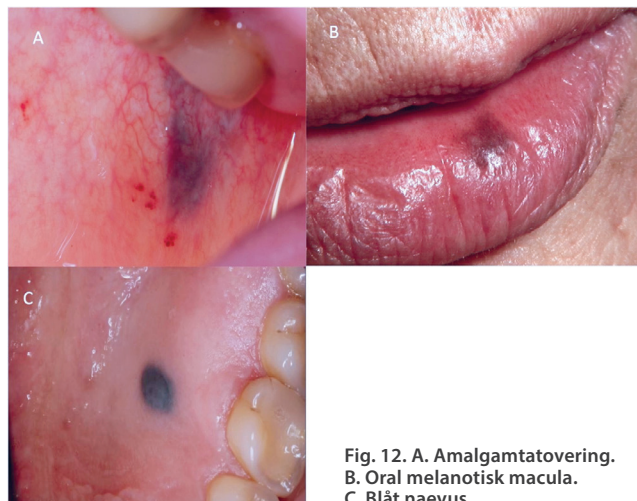 A
B
C
Fig. 12. A. Amalgamtatovering.
B. Oral melanotisk macula.
C. Blåt naevus.